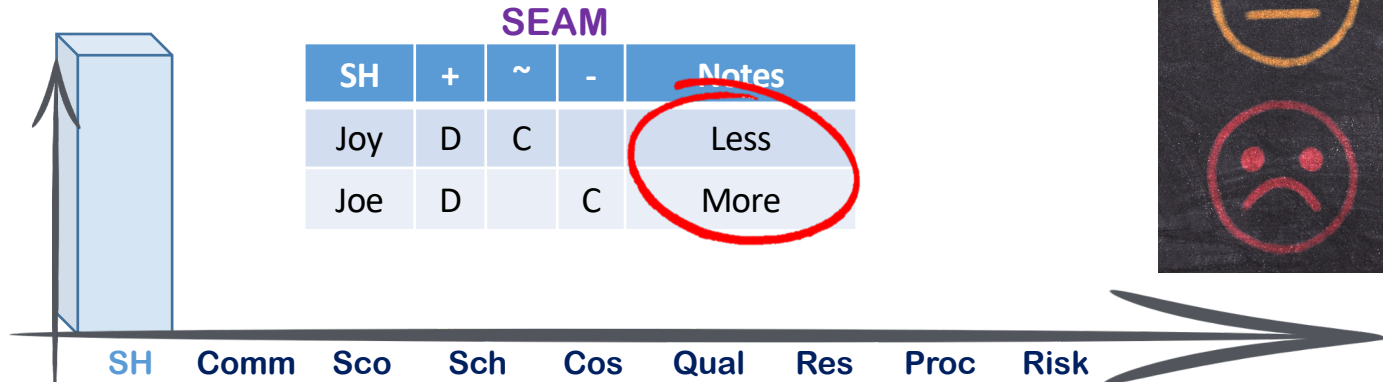 SEAM
SH + ~ - Notes
Joy D C Less
Joe D C More
SH Comm Sco Sch Cos Qual Res Proc Risk